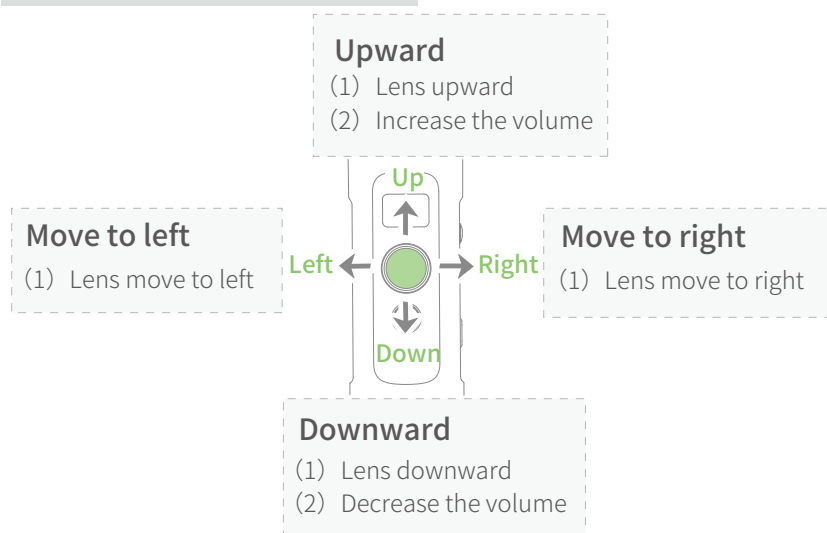 Upward
（1）Lens upward
（2）Increase the volume
Up
Move to left
（1）Lens move to left
Left
Right
Move to right
（1）Lens move to right
Down
Downward
（1）Lens downward
（2）Decrease the volume